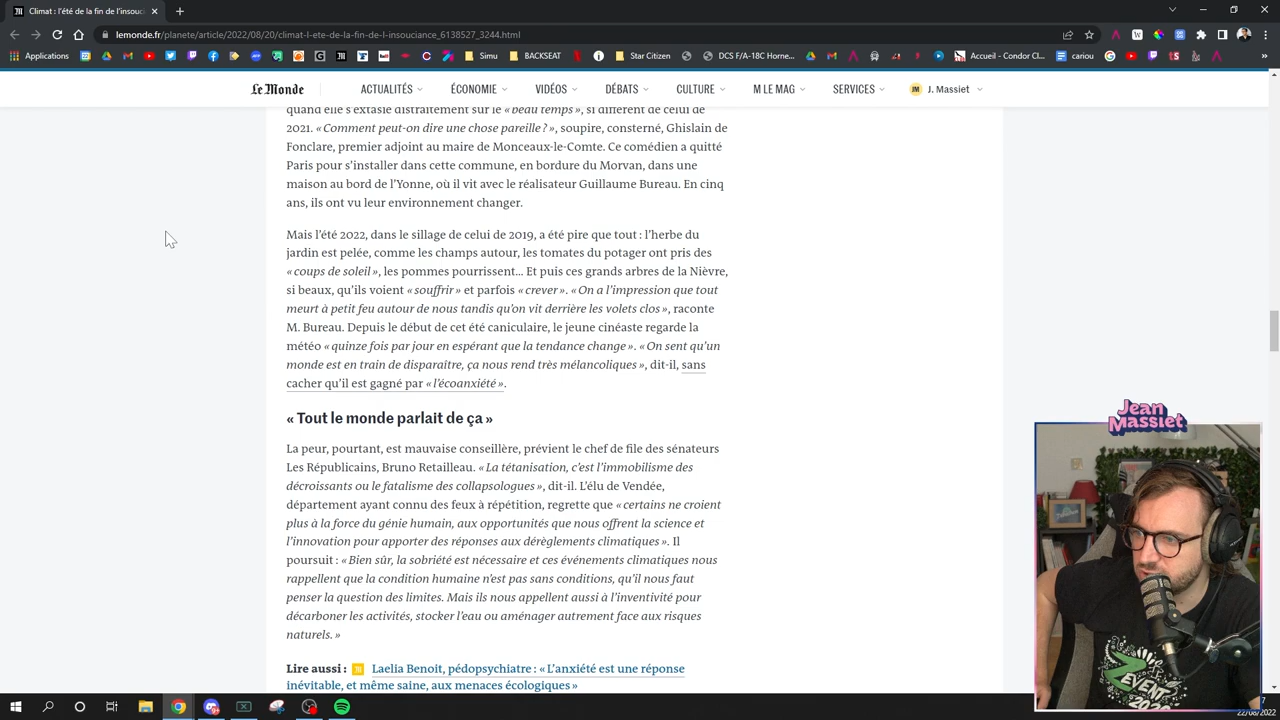 Climat : l'été de la fin de l'insouc
lemonde.fr/planete/article/2022/08/20/climat-l-ete-de-la-fin-de-l-insouciance_6138527_3244.html
Applications
Simu
BACKSEAT
Star Citizen
DCS F/A-18C Horne...
Accueil - Condor Cl...
cariou
Le Monde
ACTUALITÉS
ÉCONOMIE
VIDÉOS
DÉBATS
CULTURE
M LE MAG
SERVICES
JM
J. Massiet
quand elle s'extasie distraitement sur le « beau temps », si différent de celui de
2021. « Comment peut-on dire une chose pareille ? », soupire, consterné, Ghislain de
Fonclare, premier adjoint au maire de Monceaux-le-Comte. Ce comédien a quitté
Paris pour s'installer dans cette commune, en bordure du Morvan, dans une
maison au bord de l'Yonne, où il vit avec le réalisateur Guillaume Bureau. En cinq
ans, ils ont vu leur environnement changer.
Mais l'été 2022, dans le sillage de celui de 2019, a été pire que tout : l'herbe du
jardin est pelée, comme les champs autour, les tomates du potager ont pris des
« coups de soleil », les pommes pourrissent... Et puis ces grands arbres de la Nièvre,
si beaux, qu'ils voient « souffrir » et parfois « crever ». « On a l'impression que tout
meurt à petit feu autour de nous tandis qu'on vit derrière les volets clos », raconte
M. Bureau. Depuis le début de cet été caniculaire, le jeune cinéaste regarde la
météo « quinze fois par jour en espérant que la tendance change ». « On sent qu'un
monde est en train de disparaître, ça nous rend très mélancoliques », dit-il, sans
cacher qu'il est gagné par « l'écoanxiété ».
« Tout le monde parlait de ça »
La peur, pourtant, est mauvaise conseillère, prévient le chef de file des sénateurs
Les Républicains, Bruno Retailleau. « La tétanisation, c'est l'immobilisme des
décroissants ou le fatalisme des collapsologues », dit-il. L'élu de Vendée,
département ayant connu des feux à répétition, regrette que « certains ne croient
plus à la force du génie humain, aux opportunités que nous offrent la science et
l'innovation pour apporter des réponses aux dérèglements climatiques ». Il
poursuit : « Bien sûr, la sobriété est nécessaire et ces événements climatiques nous
rappellent que la condition humaine n'est pas sans conditions, qu'il nous faut
penser la question des limites. Mais ils nous appellent aussi à l'inventivité pour
décarboner les activités, stocker l'eau ou aménager autrement face aux risques
naturels. »
Lire aussi : Laelia Benoit, pédopsychiatre : « L'anxiété est une réponse
inévitable, et même saine, aux menaces écologiques »
Jean
Massiet
ZEVENT
22/08/2022